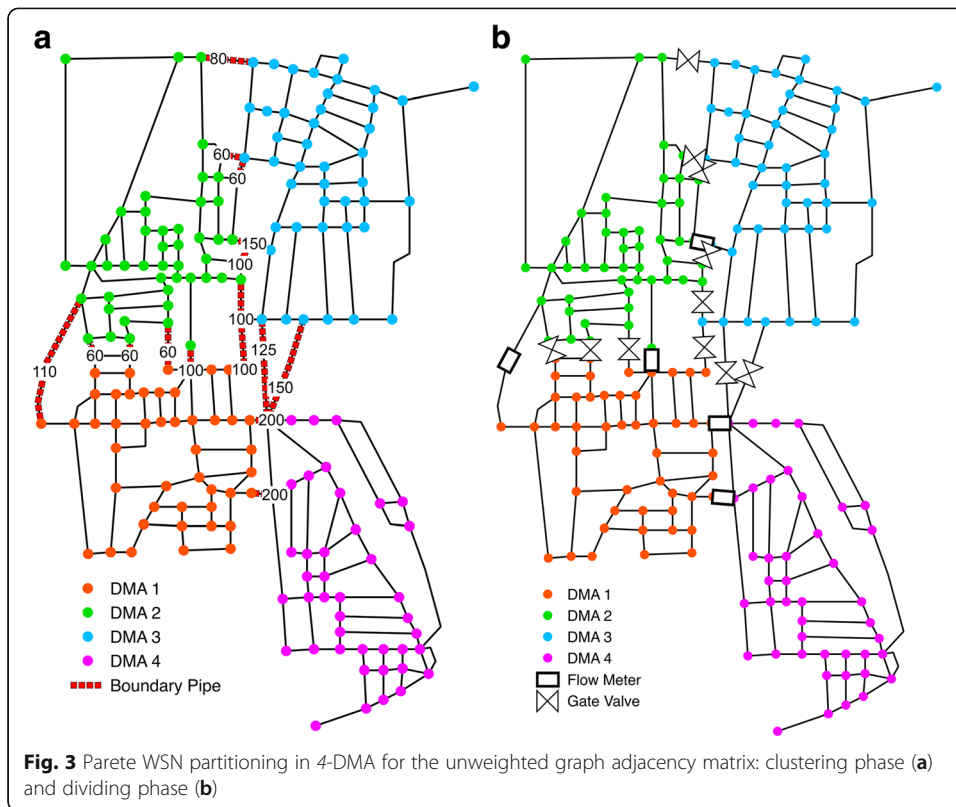 a
80
60
60
150
100
100
125
150
110
60
60
60
100
100
200
200
DMA 1
DMA 2
DMA 3
DMA 4
Boundary Pipe
b
DMA 1
DMA 2
DMA 3
DMA 4
Flow Meter
Gate Valve
Fig. 3 Parete WSN partitioning in 4-DMA for the unweighted graph adjacency matrix: clustering phase (a)
and dividing phase (b)